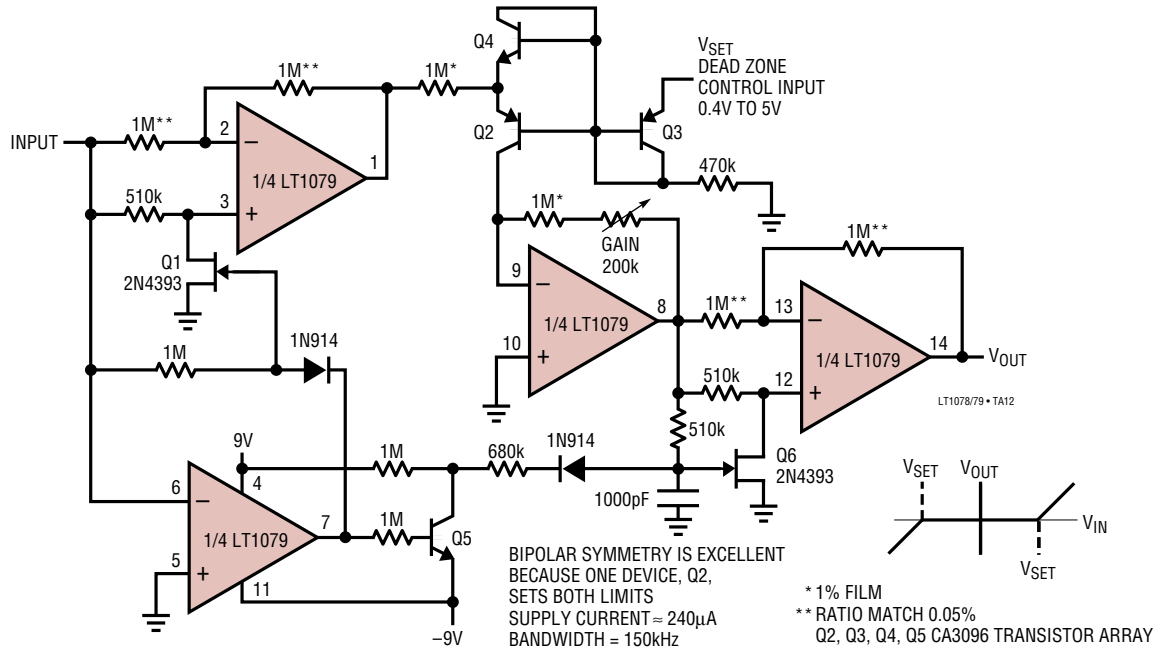 Q4
1M**
1M*
V_SET
DEAD ZONE
CONTROL INPUT
0.4V TO 5V
INPUT
1M**
2
−
Q2
Q3
1
1/4 LT1079
510k
3
+
470k
1M*
GAIN
200k
1M**
Q1
2N4393
9
−
8
1M**
13
−
1/4 LT1079
1/4 LT1079
14
V_OUT
1M
1N914
10
+
510k
12
+
LT1078/79 • TA12
510k
9V
4
1M
680k
1N914
Q6
2N4393
V_SET
V_OUT
6
−
1000pF
V_IN
7
1M
1/4 LT1079
Q5
5
+
11
V_SET
−9V
BIPOLAR SYMMETRY IS EXCELLENT
BECAUSE ONE DEVICE, Q2,
SETS BOTH LIMITS
SUPPLY CURRENT ≈ 240µA
BANDWIDTH = 150kHz
* 1% FILM
** RATIO MATCH 0.05%
Q2, Q3, Q4, Q5 CA3096 TRANSISTOR ARRAY